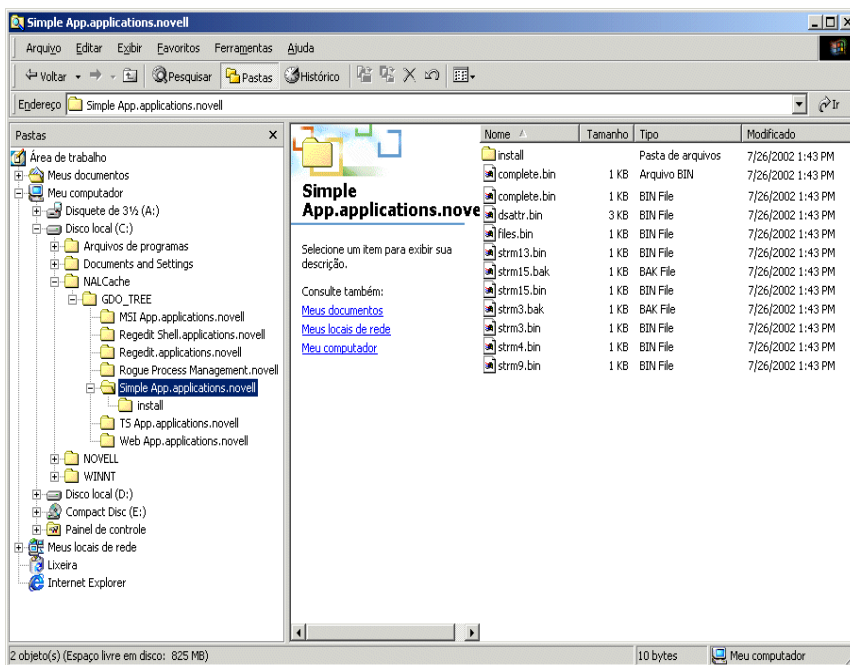 Simple App.applications.novell
Arquivo Editar Exibir Favoritos Ferramentas Ajuda
Voltar Pesquisar Pastas Histórico
Endereço Simple App.applications.novell Ir
Pastas
Área de trabalho
Meus documentos
Meu computador
Disquete de 3½ (A:)
Disco local (C:)
Arquivos de programas
Documents and Settings
NALCache
GDO_TREE
MSI App.applications.novell
Regedit Shell.applications.novell
Regedit.applications.novell
Rogue Process Management.novell
Simple App.applications.novell
install
TS App.applications.novell
Web App.applications.novell
NOVELL
WINNT
Disco local (D:)
Compact Disc (E:)
Painel de controle
Meus locais de rede
Lixeira
Internet Explorer
Simple
App.applications.nove
Selecione um item para exibir sua
descrição.
Consulte também:
Meus documentos
Meus locais de rede
Meu computador
Nome Tamanho Tipo Modificado
install Pasta de arquivos 7/26/2002 1:43 PM
complete.bin 1 KB Arquivo BIN 7/26/2002 1:43 PM
complete.bin 1 KB BIN File 7/26/2002 1:43 PM
dsattr.bin 3 KB BIN File 7/26/2002 1:43 PM
files.bin 1 KB BIN File 7/26/2002 1:43 PM
strm13.bin 1 KB BIN File 7/26/2002 1:43 PM
strm15.bak 1 KB BAK File 7/26/2002 1:43 PM
strm15.bin 1 KB BIN File 7/26/2002 1:43 PM
strm3.bak 1 KB BAK File 7/26/2002 1:43 PM
strm3.bin 1 KB BIN File 7/26/2002 1:43 PM
strm4.bin 1 KB BIN File 7/26/2002 1:43 PM
strm9.bin 1 KB BIN File 7/26/2002 1:43 PM
2 objeto(s) (Espaço livre em disco: 825 MB) 10 bytes Meu computador